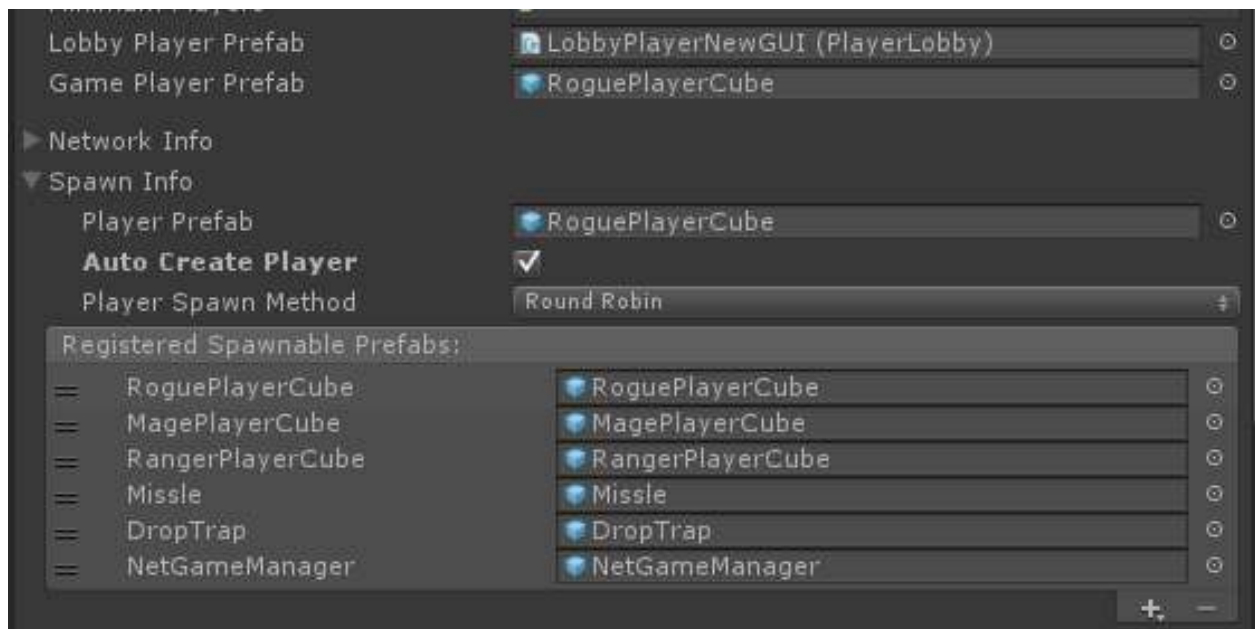 Lobby Player Prefab LobbyPlayerNewGUI (PlayerLobby)
Game Player Prefab RoguePlayerCube
Network Info
Spawn Info
Player Prefab RoguePlayerCube
Auto Create Player
Player Spawn Method Round Robin
Registered Spawnable Prefabs:
RoguePlayerCube RoguePlayerCube
MagePlayerCube MagePlayerCube
RangerPlayerCube RangerPlayerCube
Missle Missle
DropTrap DropTrap
NetGameManager NetGameManager